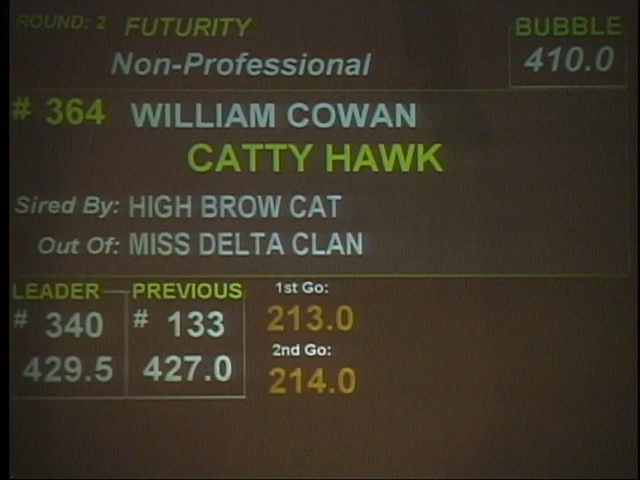 ROUND: 2 FUTURITY
BUBBLE
Non-Professional
410.0
# 364 WILLIAM COWAN
CATTY HAWK
Sired By: HIGH BROW CAT
Out Of: MISS DELTA CLAN
LEADER PREVIOUS 1st Go:
# 340 # 133 213.0
2nd Go:
429.5 427.0 214.0